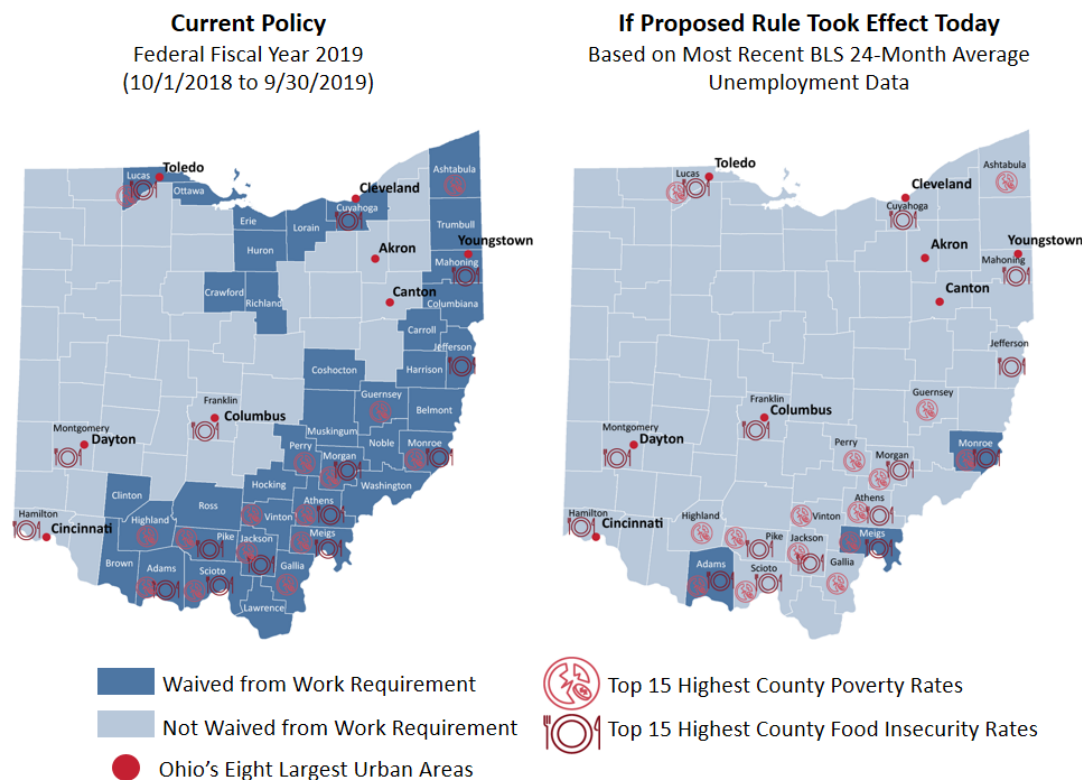 Current Policy
Federal Fiscal Year 2019
(10/1/2018 to 9/30/2019)
Toledo
Lucas
Ottawa
Ashtabula
Cleveland
Cuyahoga
Erie
Lorain
Trumbull
Huron
Akron
Youngstown
Mahoning
Crawford
Richland
Canton
Columbiana
Carroll
Jefferson
Coshocton
Harrison
Guernsey
Franklin
Columbus
Belmont
Montgomery
Dayton
Muskingum
Noble
Monroe
Perry
Morgan
Hocking
Washington
Clinton
Ross
Athens
Vinton
Highland
Hamilton
Cincinnati
Pike
Jackson
Meigs
Brown
Adams
Scioto
Gallia
Lawrence
If Proposed Rule Took Effect Today
Based on Most Recent BLS 24-Month Average
Unemployment Data
Toledo
Lucas
Ashtabula
Cleveland
Cuyahoga
Akron
Youngstown
Mahoning
Canton
Jefferson
Franklin
Columbus
Guernsey
Montgomery
Dayton
Perry
Monroe
Morgan
Athens
Hamilton
Cincinnati
Highland
Vinton
Pike
Jackson
Meigs
Adams
Scioto
Gallia
Waived from Work Requirement
Not Waived from Work Requirement
Ohio's Eight Largest Urban Areas
Top 15 Highest County Poverty Rates
Top 15 Highest County Food Insecurity Rates